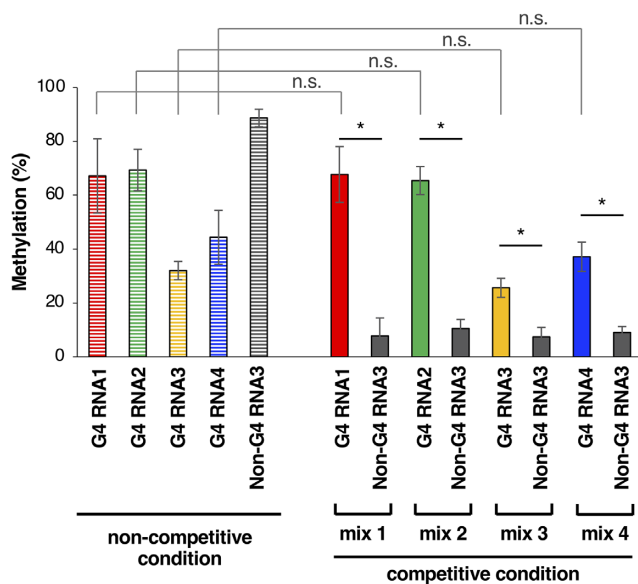 n.s.
n.s.
n.s.
n.s.
Methylation (%)
100
80
60
40
20
0
* * * *
G4 RNA1
G4 RNA2
G4 RNA3
G4 RNA4
Non-G4 RNA3
G4 RNA1
Non-G4 RNA3
G4 RNA2
Non-G4 RNA3
G4 RNA3
Non-G4 RNA3
G4 RNA4
Non-G4 RNA3
mix 1 mix 2 mix 3 mix 4
non-competitive
condition
competitive condition